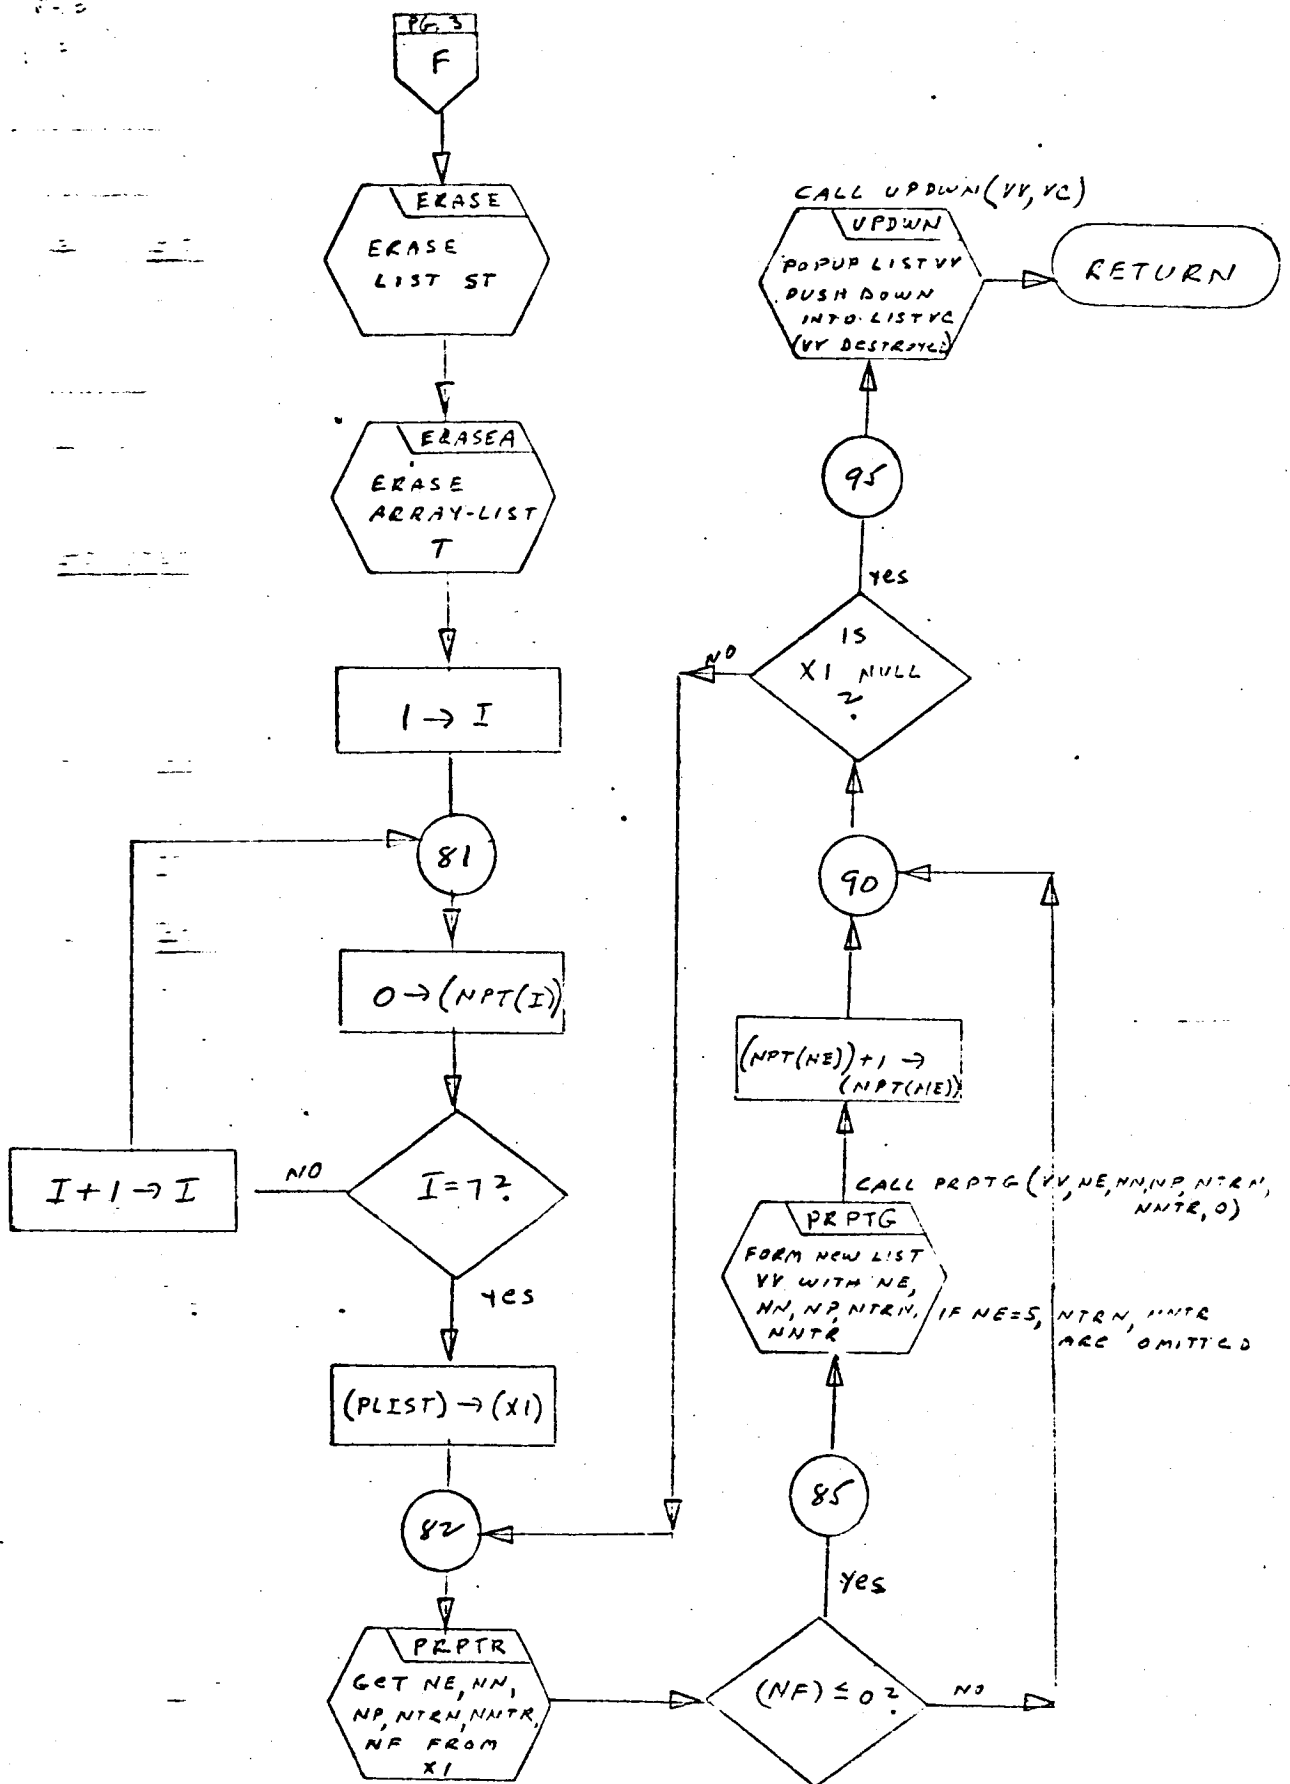 PG. 3
F
ERASE
ERASE
LIST ST
ERASEA
ERASE
ARRAY-LIST
T
1 → I
81
0 → (NPT(I))
I = 7?
NO
I + 1 → I
yes
(PLIST) → (X1)
82
PRPTR
GET NE, NN,
NP, NTRN, NNTR,
NF FROM
X1
(NF) ≤ 0?
NO
Yes
85
PRPTG
FORM NEW LIST
VV WITH NE,
NN, NP, NTRN,
NNTR
CALL PRPTG (VV, NE, NN, NP, NTRN,
NNTR, 0)
IF NE=5, NTRN, NNTR
ARE OMITTED
(NPT(NE)) + 1 →
(NPT(NE))
90
IS
X1 NULL
?
NO
Yes
95
CALL UPDWN (VV, VC)
UPDWN
POPUP LIST VV
PUSH DOWN
INTO LIST VC
(VV DESTROYED)
RETURN